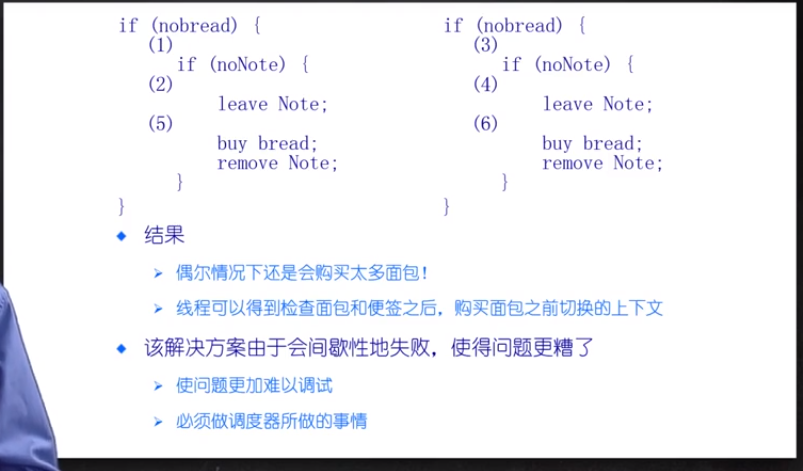 if (nobread) {
(1)
if (noNote) {
(2)
leave Note;
(5)
buy bread;
remove Note;
}
}
if (nobread) {
(3)
if (noNote) {
(4)
leave Note;
(6)
buy bread;
remove Note;
}
}
结果
偶尔情况下还是会购买太多面包!
线程可以得到检查面包和便签之后，购买面包之前切换的上下文
该解决方案由于会间歇性地失败，使得问题更糟了
使问题更加难以调试
必须做调度器所做的事情